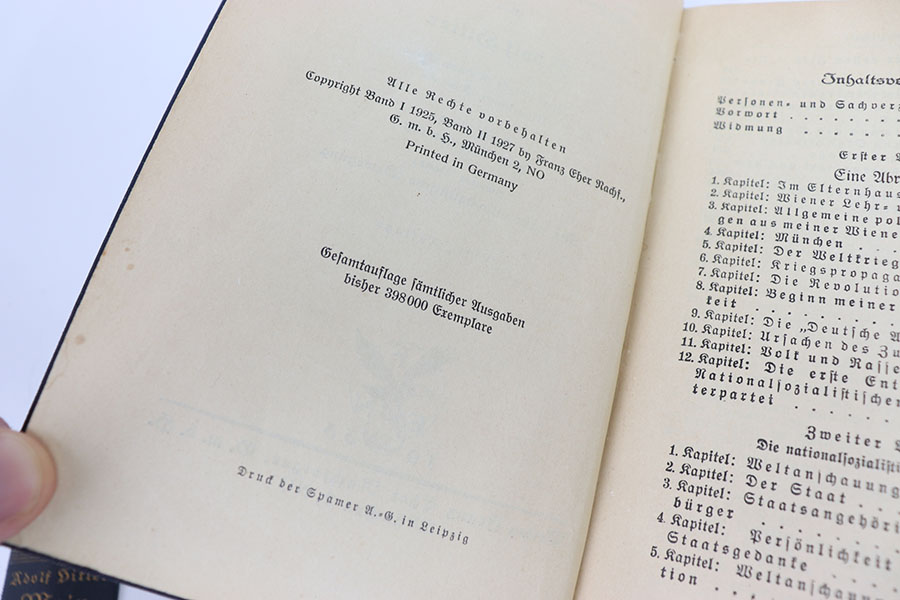 Alle Rechte vorbehalten
Copyright Band I 1925, Band II 1927 by Franz Eher Nachf.,
G. m. b. H., München 2, NO
Printed in Germany
Gesamtauflage sämtlicher Ausgaben
bisher 398000 Exemplare
Druck der Spamer A.-G. in Leipzig
Personen- und
Vorwort . . . . . . .
Widmung . . . . . . .
Erster
Eine
1. Kapitel: Im
2. Kapitel: Wiener Lehr-
3. Kapitel: Allgemeine
gen aus meiner
4. Kapitel: München . . .
5. Kapitel: Der
6. Kapitel:
7. Kapitel: Die
8. Kapitel: Beginn meiner
keit . . . . . . . .
9. Kapitel: Die „Deutsche
10. Kapitel: Ursachen des
11. Kapitel: Volk und
12. Kapitel: Die erste
terpartei . . . . .
Zweiter
Die
1. Kapitel: Weltanschauung
2. Kapitel: Der Staat . . .
3. Kapitel:
bürger . . . . . .
4. Kapitel: Persönlichkeit
Staatsgedanke . . .
5. Kapitel:
tion . . . .
Adolf